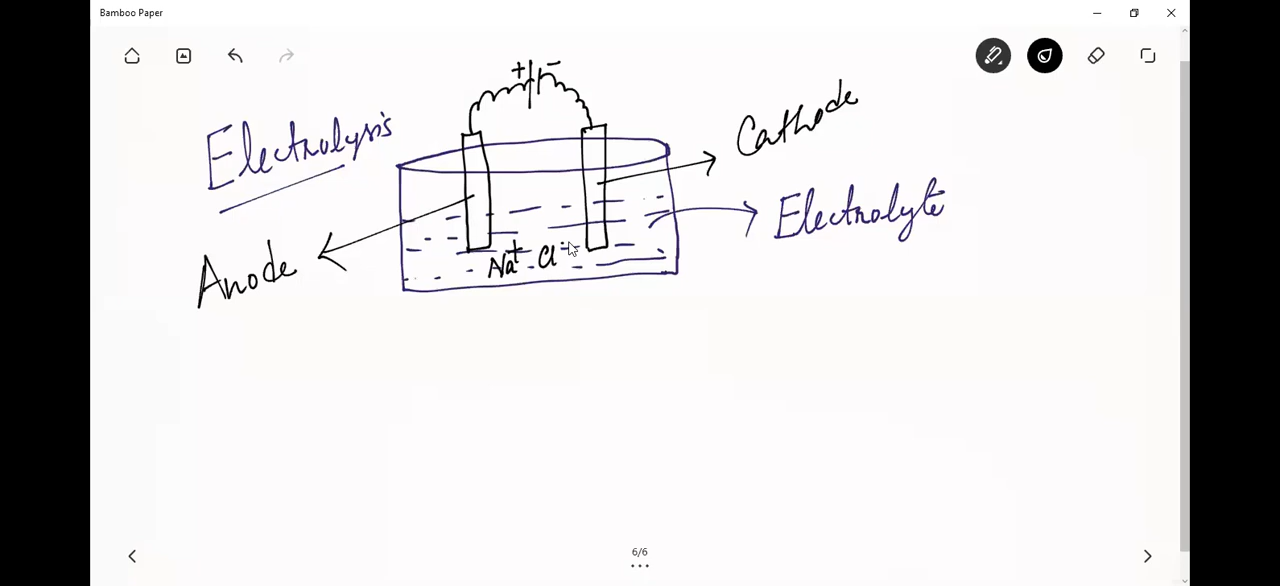 Bamboo Paper
+ -
Electrolysis
Cathode
Electrolyte
Anode
Na+ Cl-
6/6